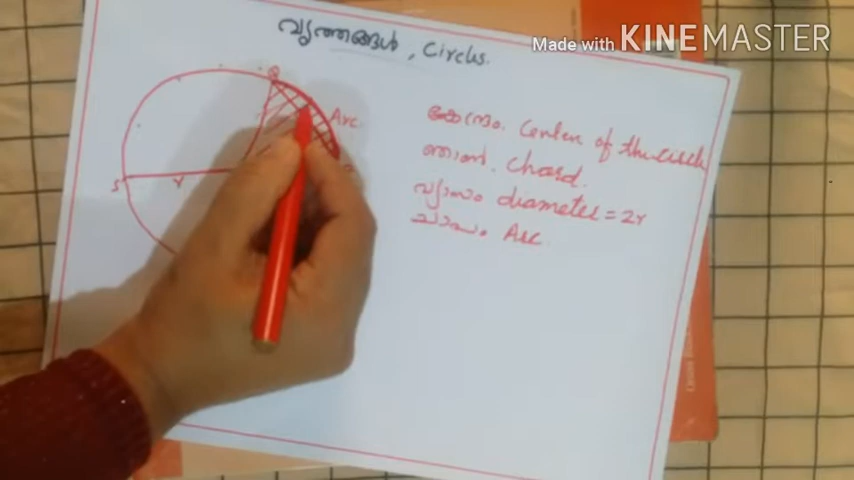 Made with KINEMASTER
വൃത്തങ്ങൾ, Circles.
Q
Arc.
S
r
കേന്ദ്രം. Center of the circle
ഞാൺ. chord.
വ്യാസം diameter = 2r
ചാപം Arc.